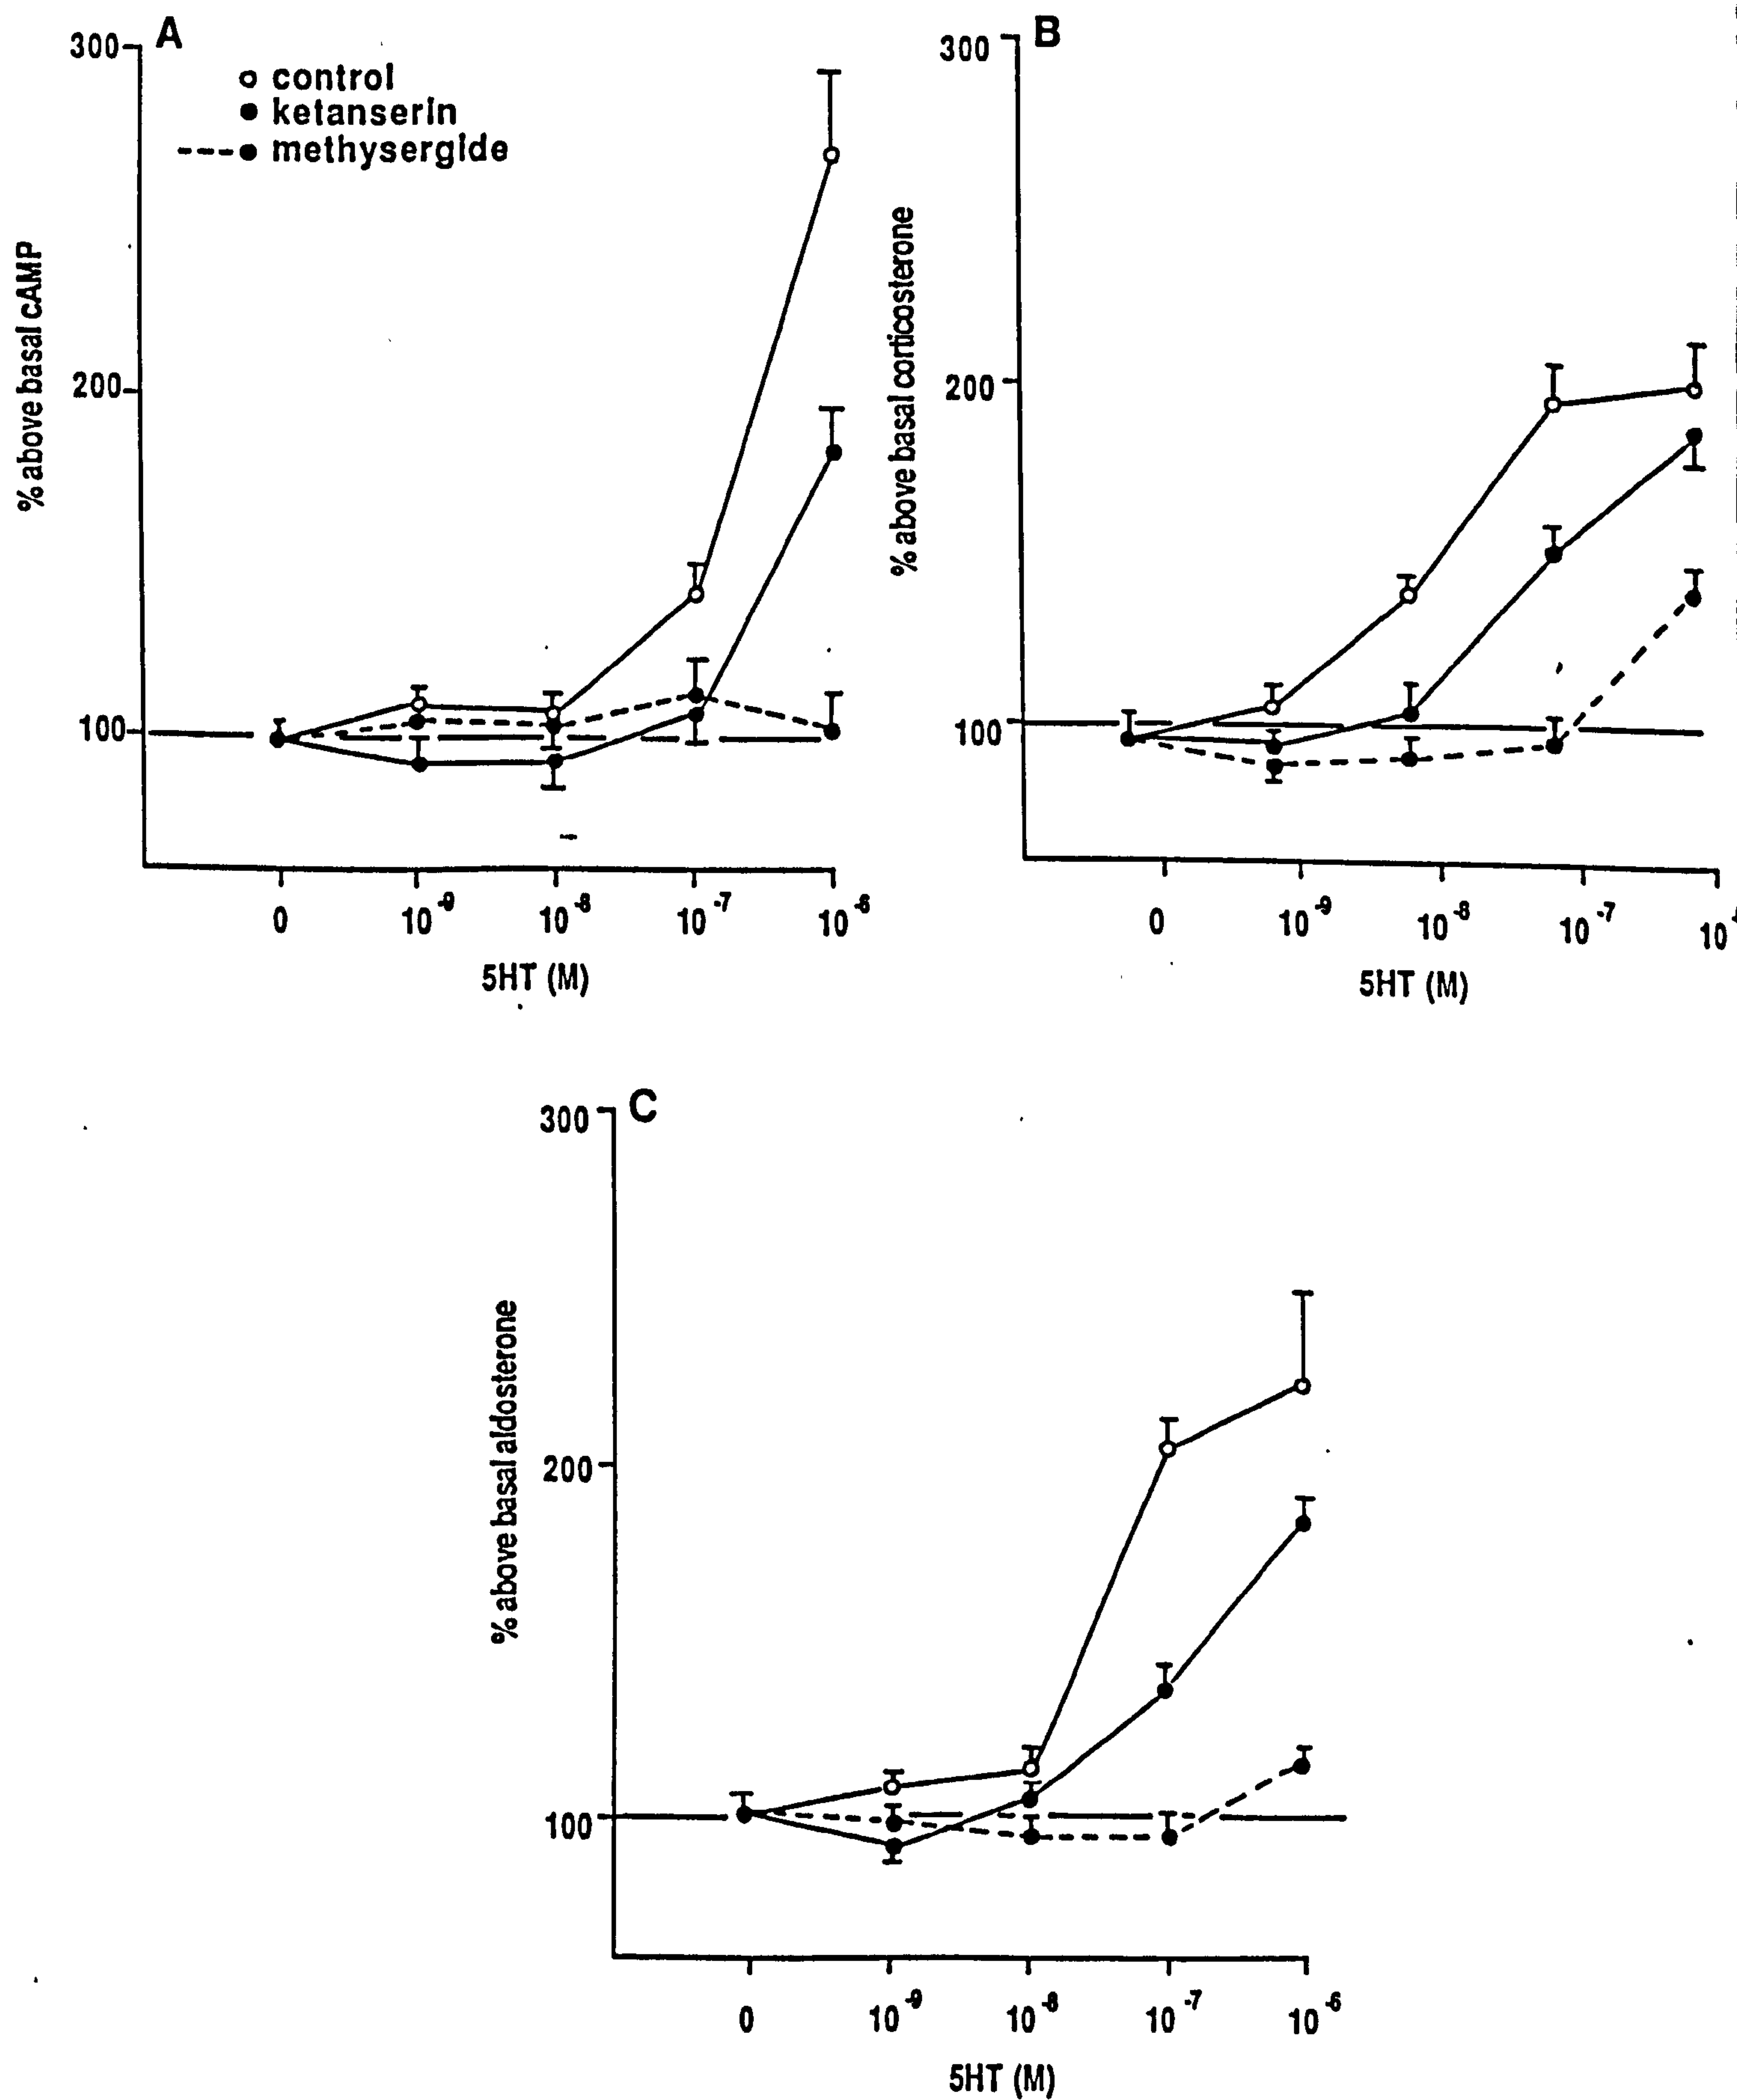 A
300
o control
● ketanserin
---● methysergide
% above basal cAMP
200
100
0 10⁻⁹ 10⁻⁸ 10⁻⁷ 10⁻⁶
5HT (M)
B
300
% above basal corticosterone
200
100
0 10⁻⁹ 10⁻⁸ 10⁻⁷ 10
5HT (M)
C
300
% above basal aldosterone
200
100
0 10⁻⁹ 10⁻⁸ 10⁻⁷ 10⁻⁶
5HT (M)